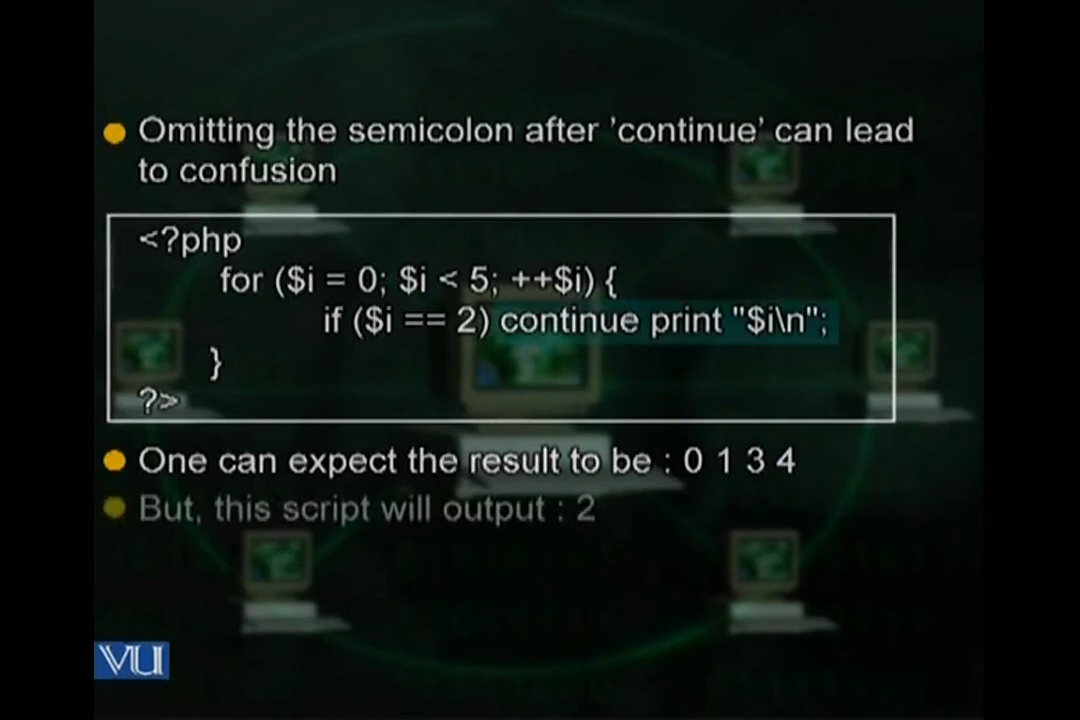 Omitting the semicolon after 'continue' can lead
to confusion
<?php
for ($i = 0; $i < 5; ++$i) {
if ($i == 2) continue print "$i\n";
}
?>
One can expect the result to be : 0 1 3 4
But, this script will output : 2
VU